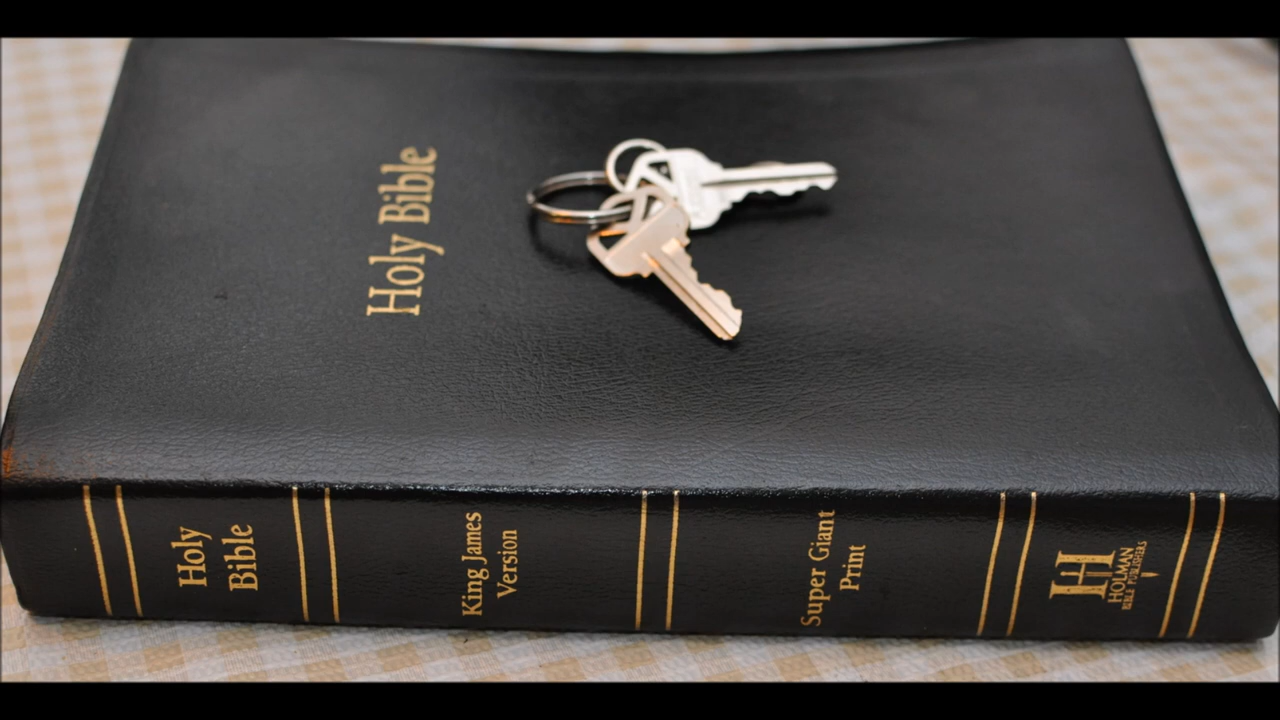 Holy Bible
Holy
Bible
King James
Version
Super Giant
Print
H
HOLMAN
BIBLE PUBLISHERS